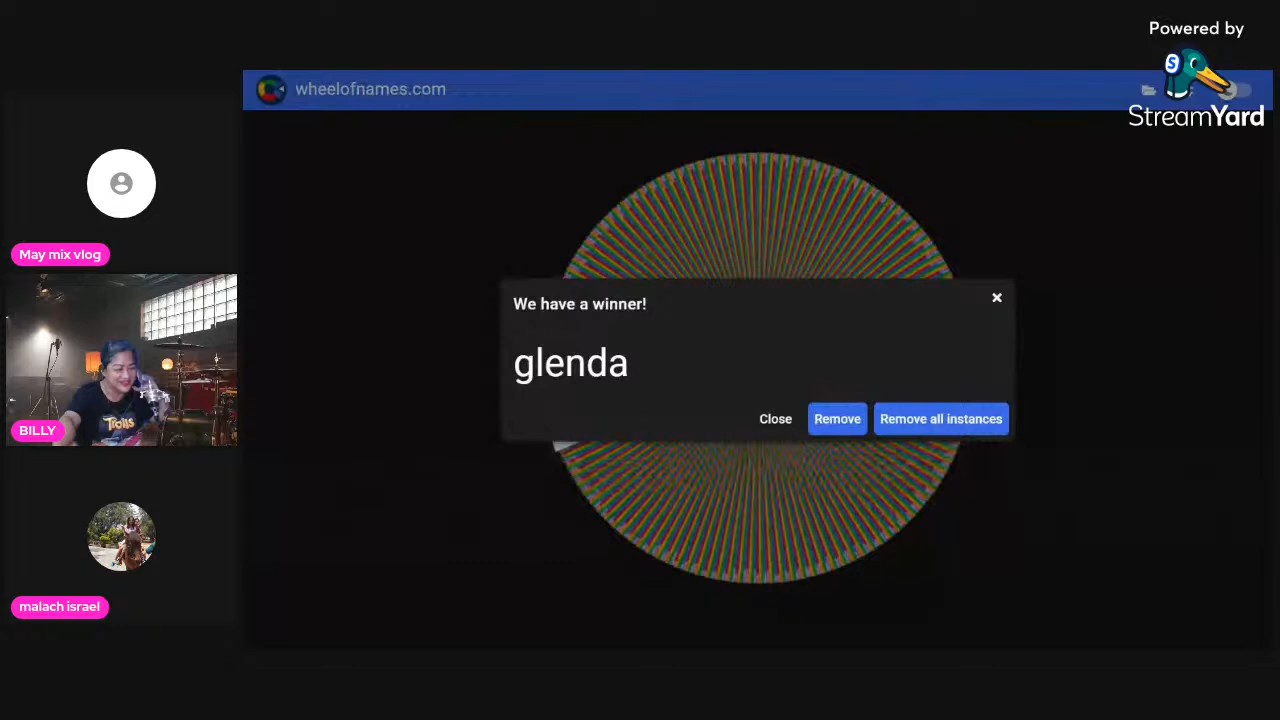 Powered by
StreamYard
wheelofnames.com
May mix vlog
We have a winner!
glenda
Close
Remove
Remove all instances
Trolls
BILLY
malach israel